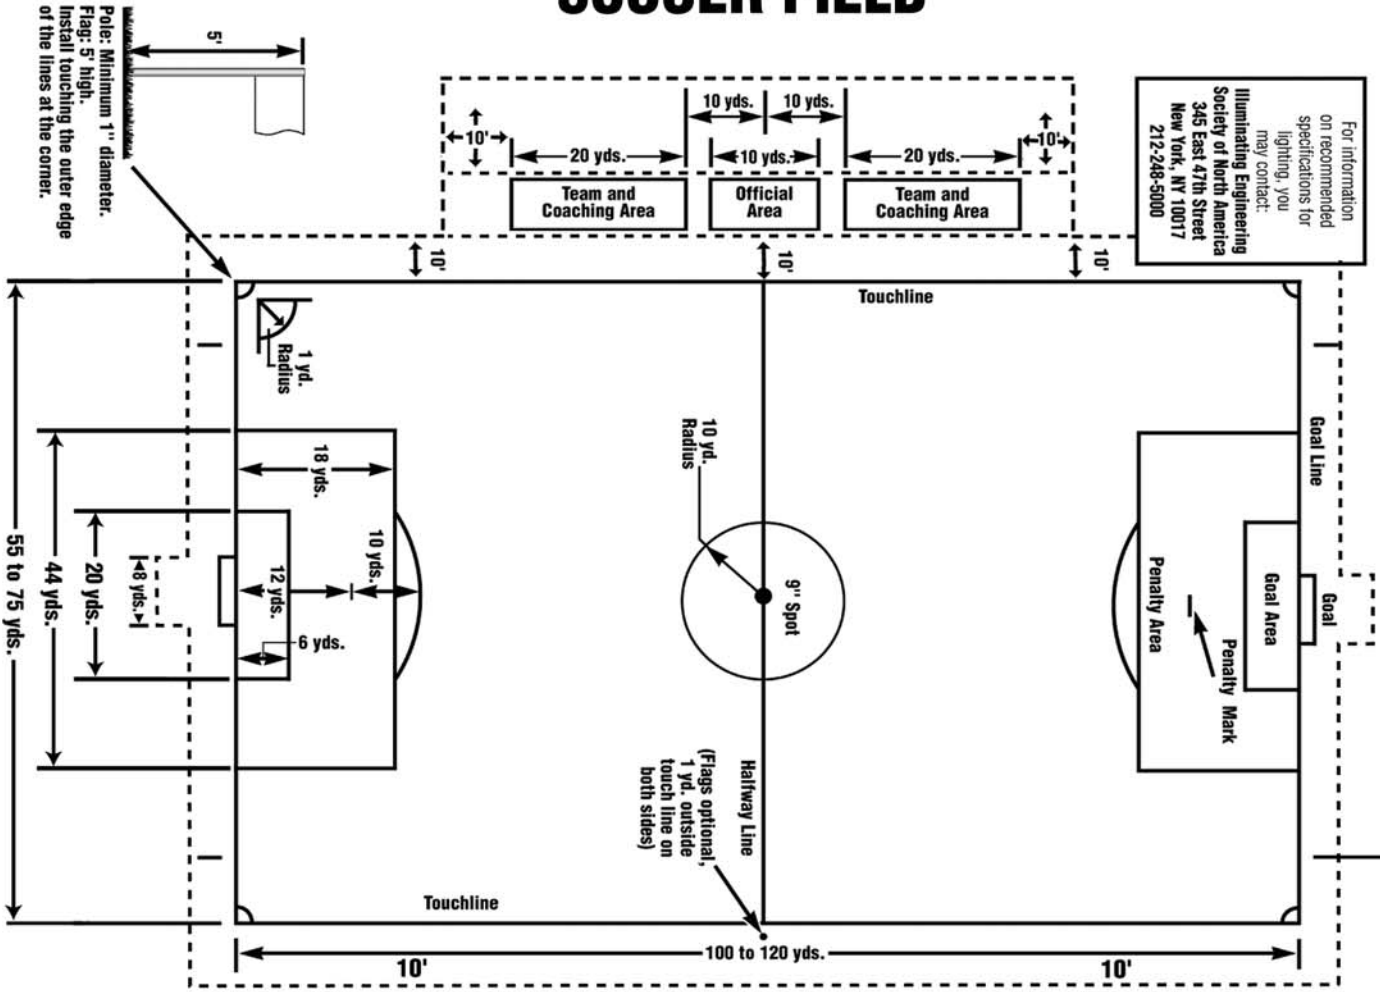 SOCCER FIELD
5'
Pole: Minimum 1" diameter.
Flag: 5' high.
Install touching the outer edge
of the lines at the corner.
10 yds.
10 yds.
10'
20 yds.
10 yds.
20 yds.
10'
Team and
Coaching Area
Official
Area
Team and
Coaching Area
For information
on recommended
specifications for
lighting, you
may contact:
Illuminating Engineering
Society of North America
345 East 47th Street
New York, NY 10017
212-248-5000
10'
10'
10'
Touchline
1 yd.
Radius
Goal Line
10 yd.
Radius
9" Spot
18 yds.
10 yds.
12 yds.
6 yds.
8 yds.
20 yds.
44 yds.
55 to 75 yds.
Penalty Area
Penalty Mark
Goal Area
Goal
Halfway Line
(Flags optional,
1 yd. outside
touch line on
both sides)
Touchline
100 to 120 yds.
10'
10'